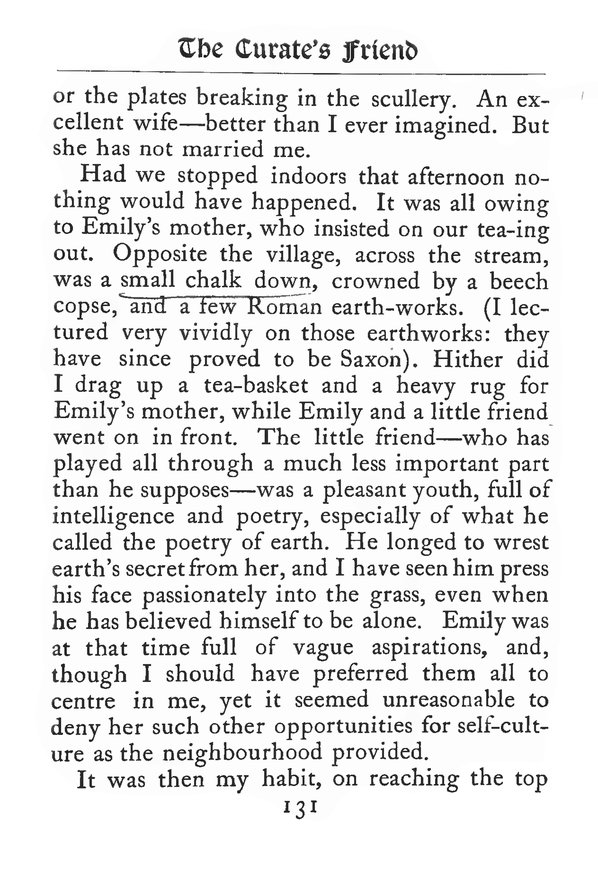 The Curate's Friend
or the plates breaking in the scullery. An ex-
cellent wife—better than I ever imagined. But
she has not married me.
Had we stopped indoors that afternoon no-
thing would have happened. It was all owing
to Emily's mother, who insisted on our tea-ing
out. Opposite the village, across the stream,
was a small chalk down, crowned by a beech
copse, and a few Roman earth-works. (I lec-
tured very vividly on those earthworks: they
have since proved to be Saxon). Hither did
I drag up a tea-basket and a heavy rug for
Emily's mother, while Emily and a little friend
went on in front. The little friend—who has
played all through a much less important part
than he supposes—was a pleasant youth, full of
intelligence and poetry, especially of what he
called the poetry of earth. He longed to wrest
earth's secret from her, and I have seen him press
his face passionately into the grass, even when
he has believed himself to be alone. Emily was
at that time full of vague aspirations, and,
though I should have preferred them all to
centre in me, yet it seemed unreasonable to
deny her such other opportunities for self-cult-
ure as the neighbourhood provided.
It was then my habit, on reaching the top
131